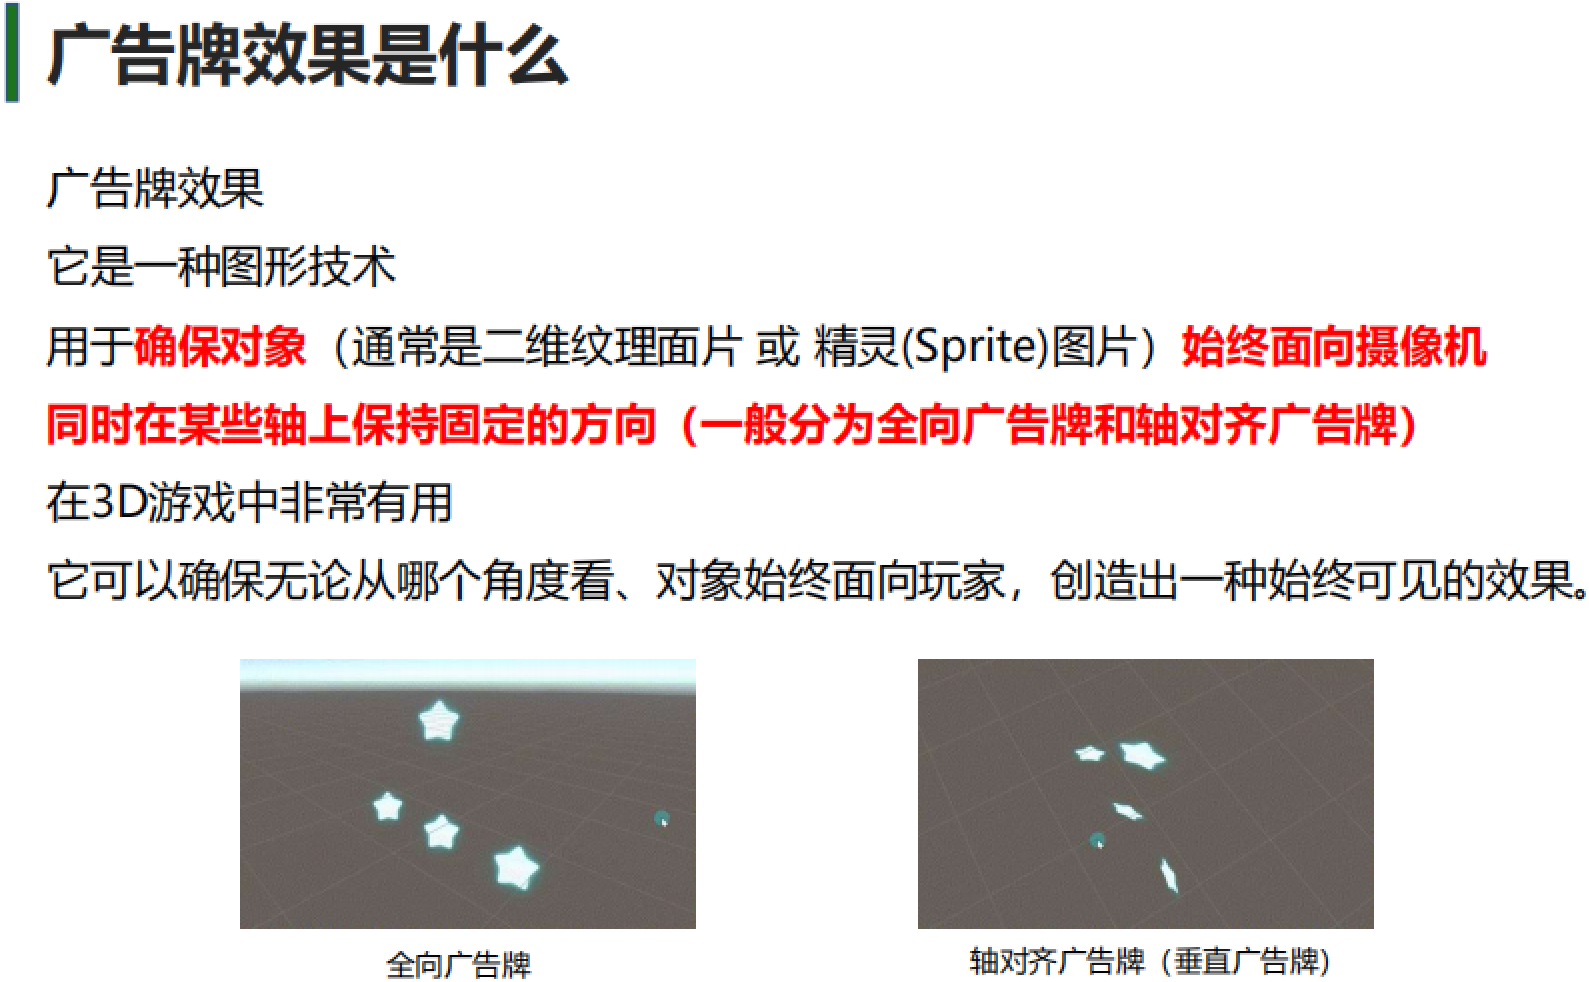 广告牌效果是什么
广告牌效果
它是一种图形技术
用于确保对象（通常是二维纹理面片 或 精灵(Sprite)图片）始终面向摄像机
同时在某些轴上保持固定的方向（一般分为全向广告牌和轴对齐广告牌）
在3D游戏中非常有用
它可以确保无论从哪个角度看、对象始终面向玩家，创造出一种始终可见的效果。
全向广告牌
轴对齐广告牌（垂直广告牌）